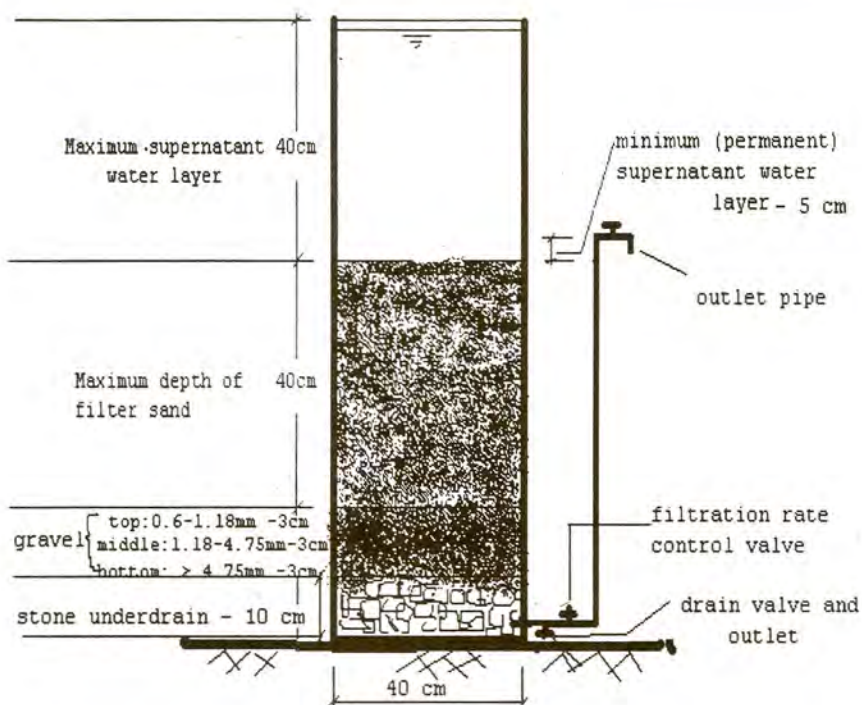 Maximum supernatant 40cm
water layer
minimum (permanent)
supernatant water
layer - 5 cm
outlet pipe
Maximum depth of 40cm
filter sand
gravel
top:0.6-1.18mm -3cm
middle:1.18-4.75mm-3cm
bottom: > 4.75mm -3cm
stone underdrain - 10 cm
filtration rate
control valve
drain valve and
outlet
40 cm